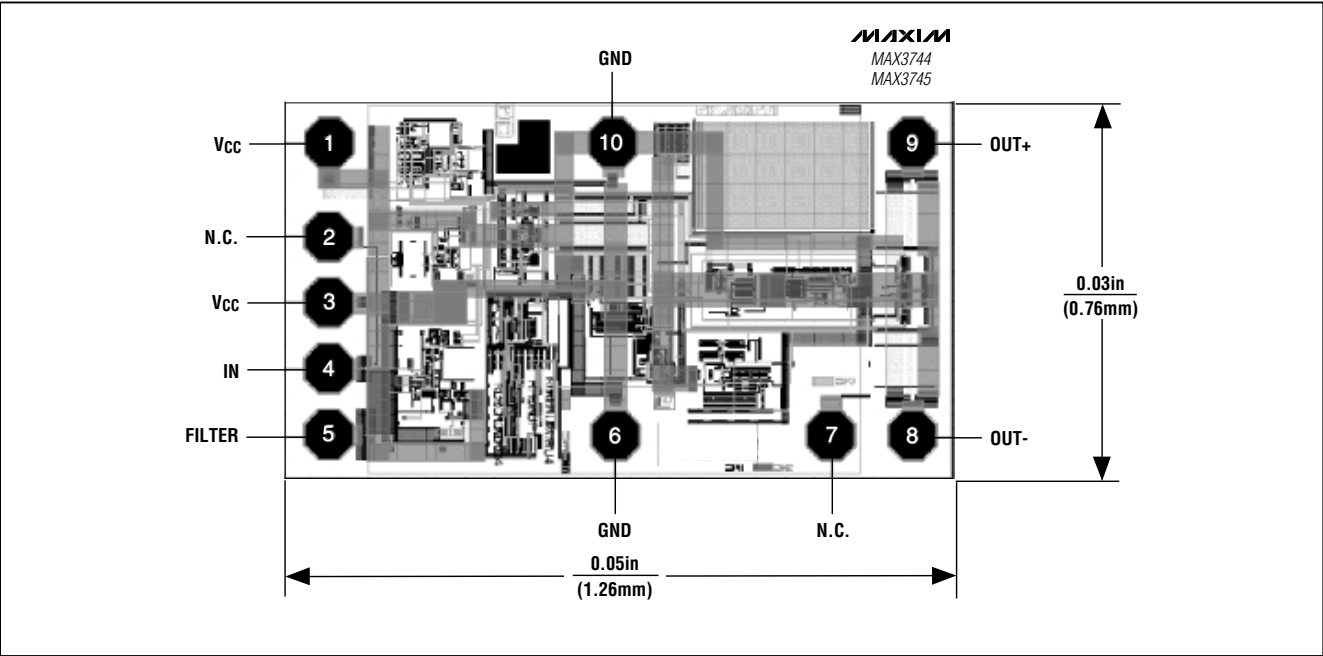 MAXIM
MAX3744
MAX3745
GND
VCC
1
10
9
OUT+
N.C.
2
VCC
3
0.03in
(0.76mm)
IN
4
FILTER
5
6
7
8
OUT-
GND
N.C.
0.05in
(1.26mm)